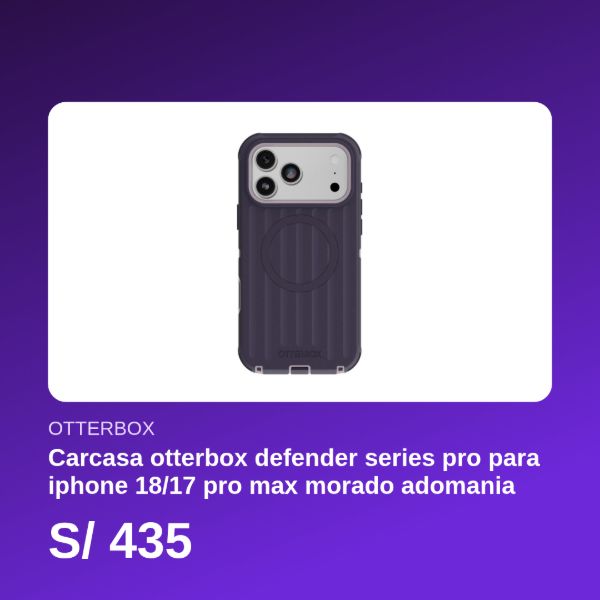 OTTERBOX
OTTERBOX
Carcasa otterbox defender series pro para
iphone 18/17 pro max morado adomania
S/ 435